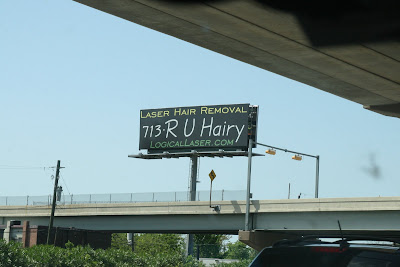 Laser Hair Removal
713·R U Hairy
LogicalLaser.com